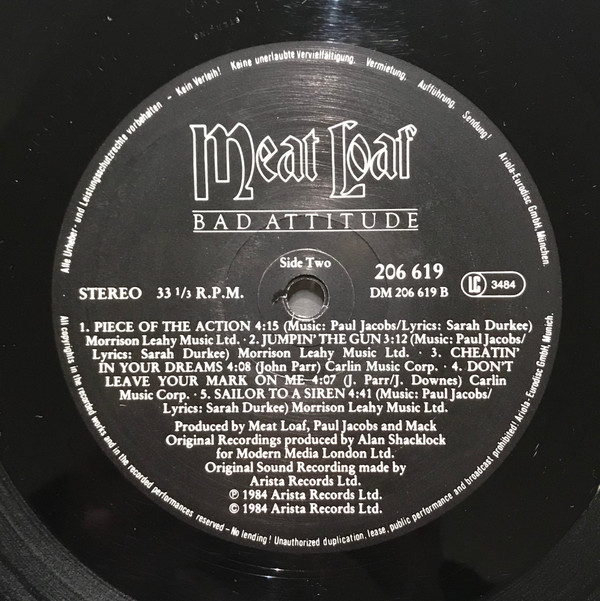 Alle Urheber- und Leistungsschutzrechte vorbehalten – Kein Verleih! Keine unerlaubte Vervielfältigung. Vermietung. Aufführung. Sendung! Ariola-Eurodisc GmbH, München.
Meat Loaf
BAD ATTITUDE
Side Two
STEREO 33 1/3 R.P.M.
206 619
DM 206 619 B
LC 3484
1. PIECE OF THE ACTION 4:15 (Music: Paul Jacobs/Lyrics: Sarah Durkee)
Morrison Leahy Music Ltd. · 2. JUMPIN' THE GUN 3:12 (Music: Paul Jacobs/
Lyrics: Sarah Durkee) Morrison Leahy Music Ltd. · 3. CHEATIN'
IN YOUR DREAMS 4:08 (John Parr) Carlin Music Corp. · 4. DON'T
LEAVE YOUR MARK ON ME 4:07 (J. Parr/J. Downes) Carlin
Music Corp. · 5. SAILOR TO A SIREN 4:41 (Music: Paul Jacobs/
Lyrics: Sarah Durkee) Morrison Leahy Music Ltd.
Produced by Meat Loaf, Paul Jacobs and Mack
Original Recordings produced by Alan Shacklock
for Modern Media London Ltd.
Original Sound Recording made by
Arista Records Ltd.
℗ 1984 Arista Records Ltd.
© 1984 Arista Records Ltd.
All copyrights in the recorded works and in the recorded performances reserved – No lending! Unauthorized duplication, lease, public performance and broadcast prohibited! Ariola-Eurodisc GmbH, Munich.